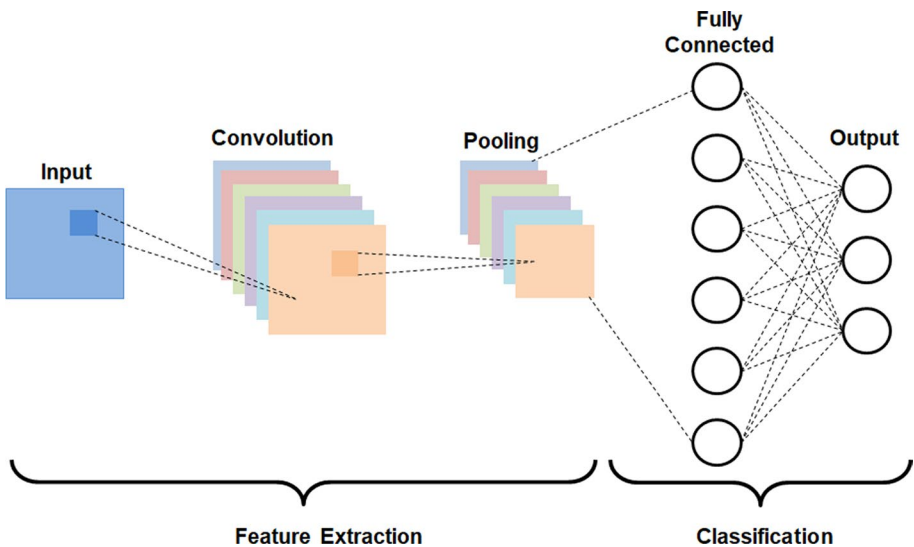 Fully
Connected
Convolution
Pooling
Output
Input
Feature Extraction
Classification